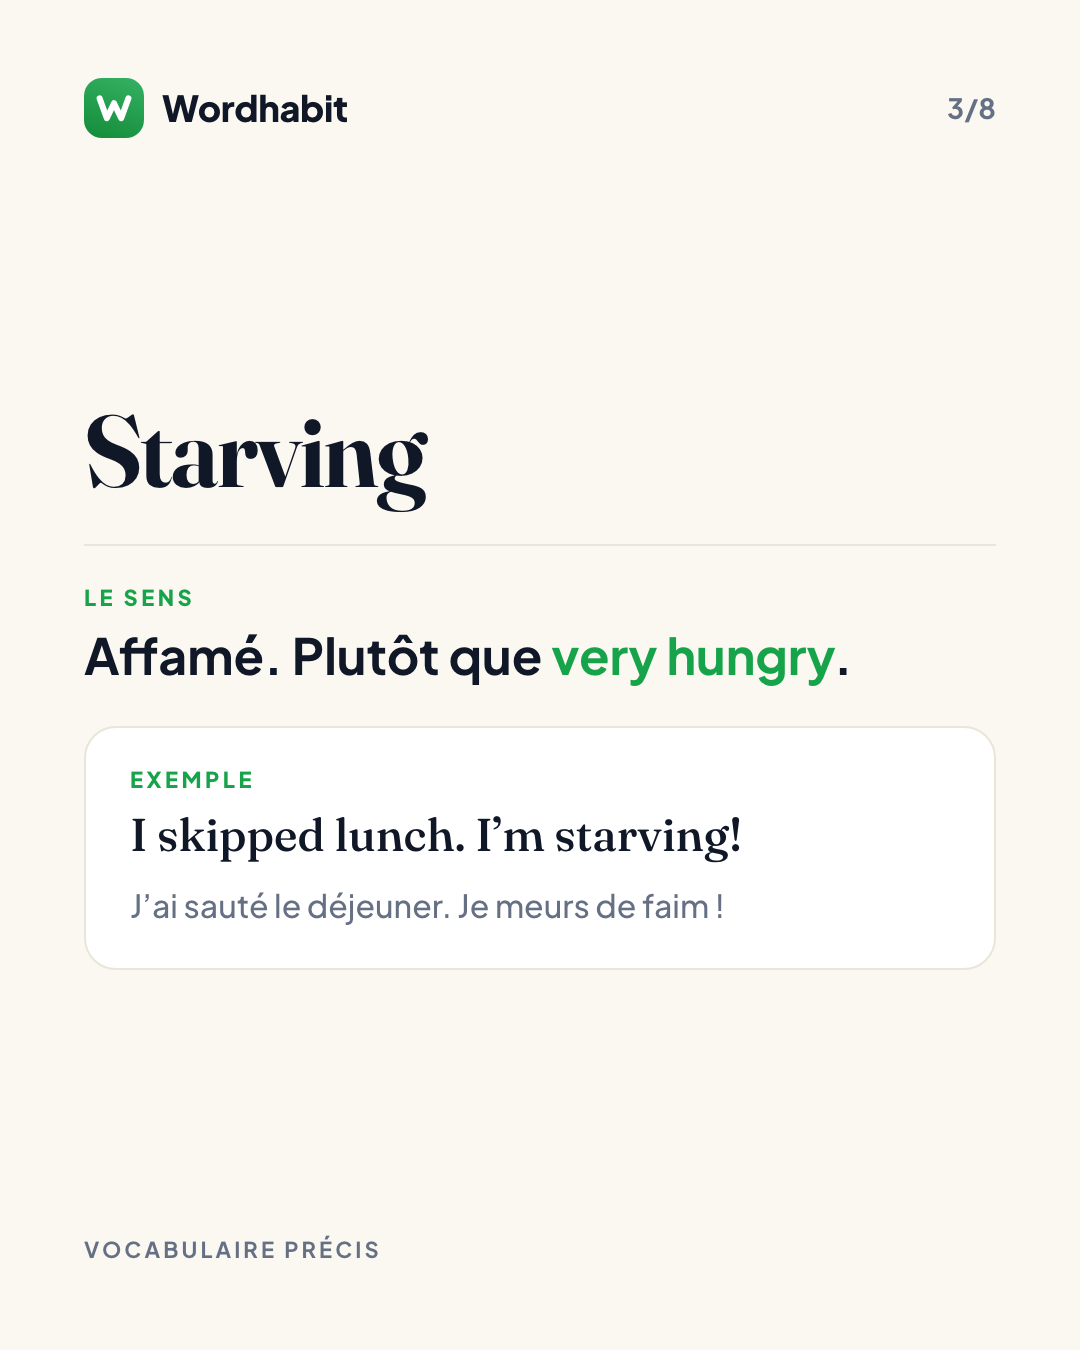 W Wordhabit
3/8
Starving
LE SENS
Affamé. Plutôt que very hungry.
EXEMPLE
I skipped lunch. I’m starving!
J’ai sauté le déjeuner. Je meurs de faim !
VOCABULAIRE PRÉCIS